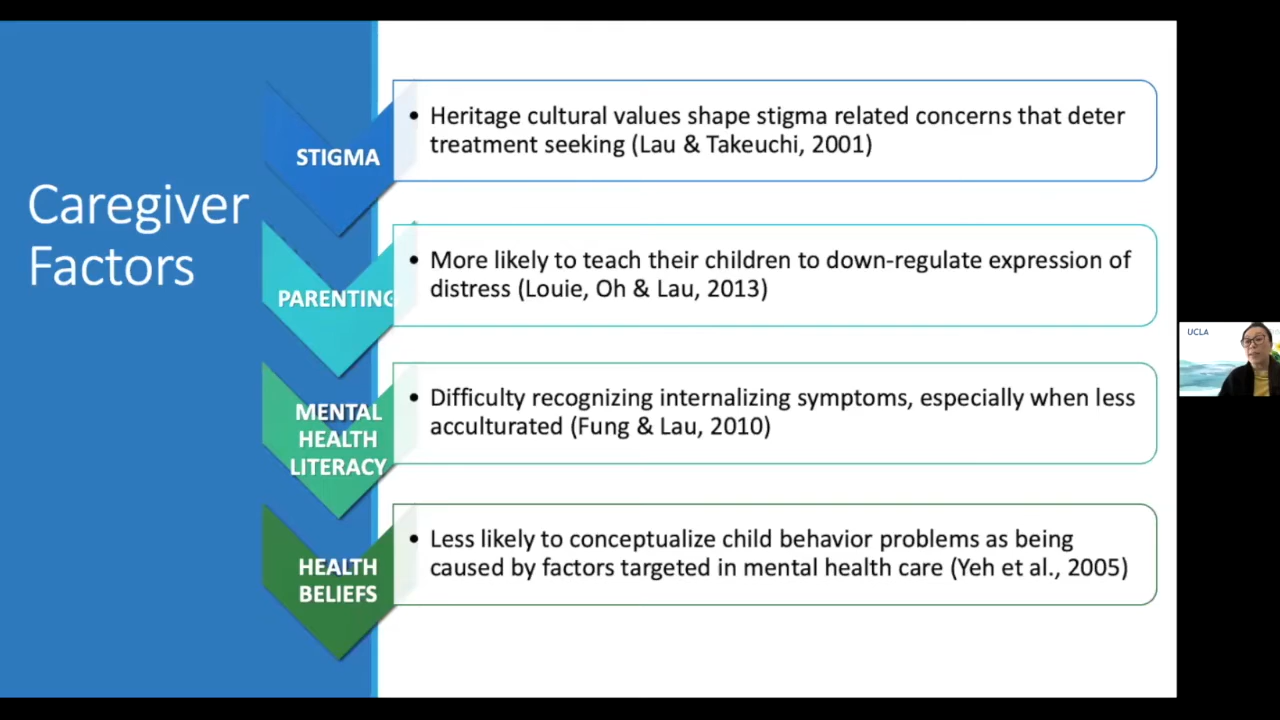 Caregiver
Factors
STIGMA
• Heritage cultural values shape stigma related concerns that deter
treatment seeking (Lau & Takeuchi, 2001)
PARENTING
• More likely to teach their children to down-regulate expression of
distress (Louie, Oh & Lau, 2013)
MENTAL
HEALTH
LITERACY
• Difficulty recognizing internalizing symptoms, especially when less
acculturated (Fung & Lau, 2010)
HEALTH
BELIEFS
• Less likely to conceptualize child behavior problems as being
caused by factors targeted in mental health care (Yeh et al., 2005)
UCLA